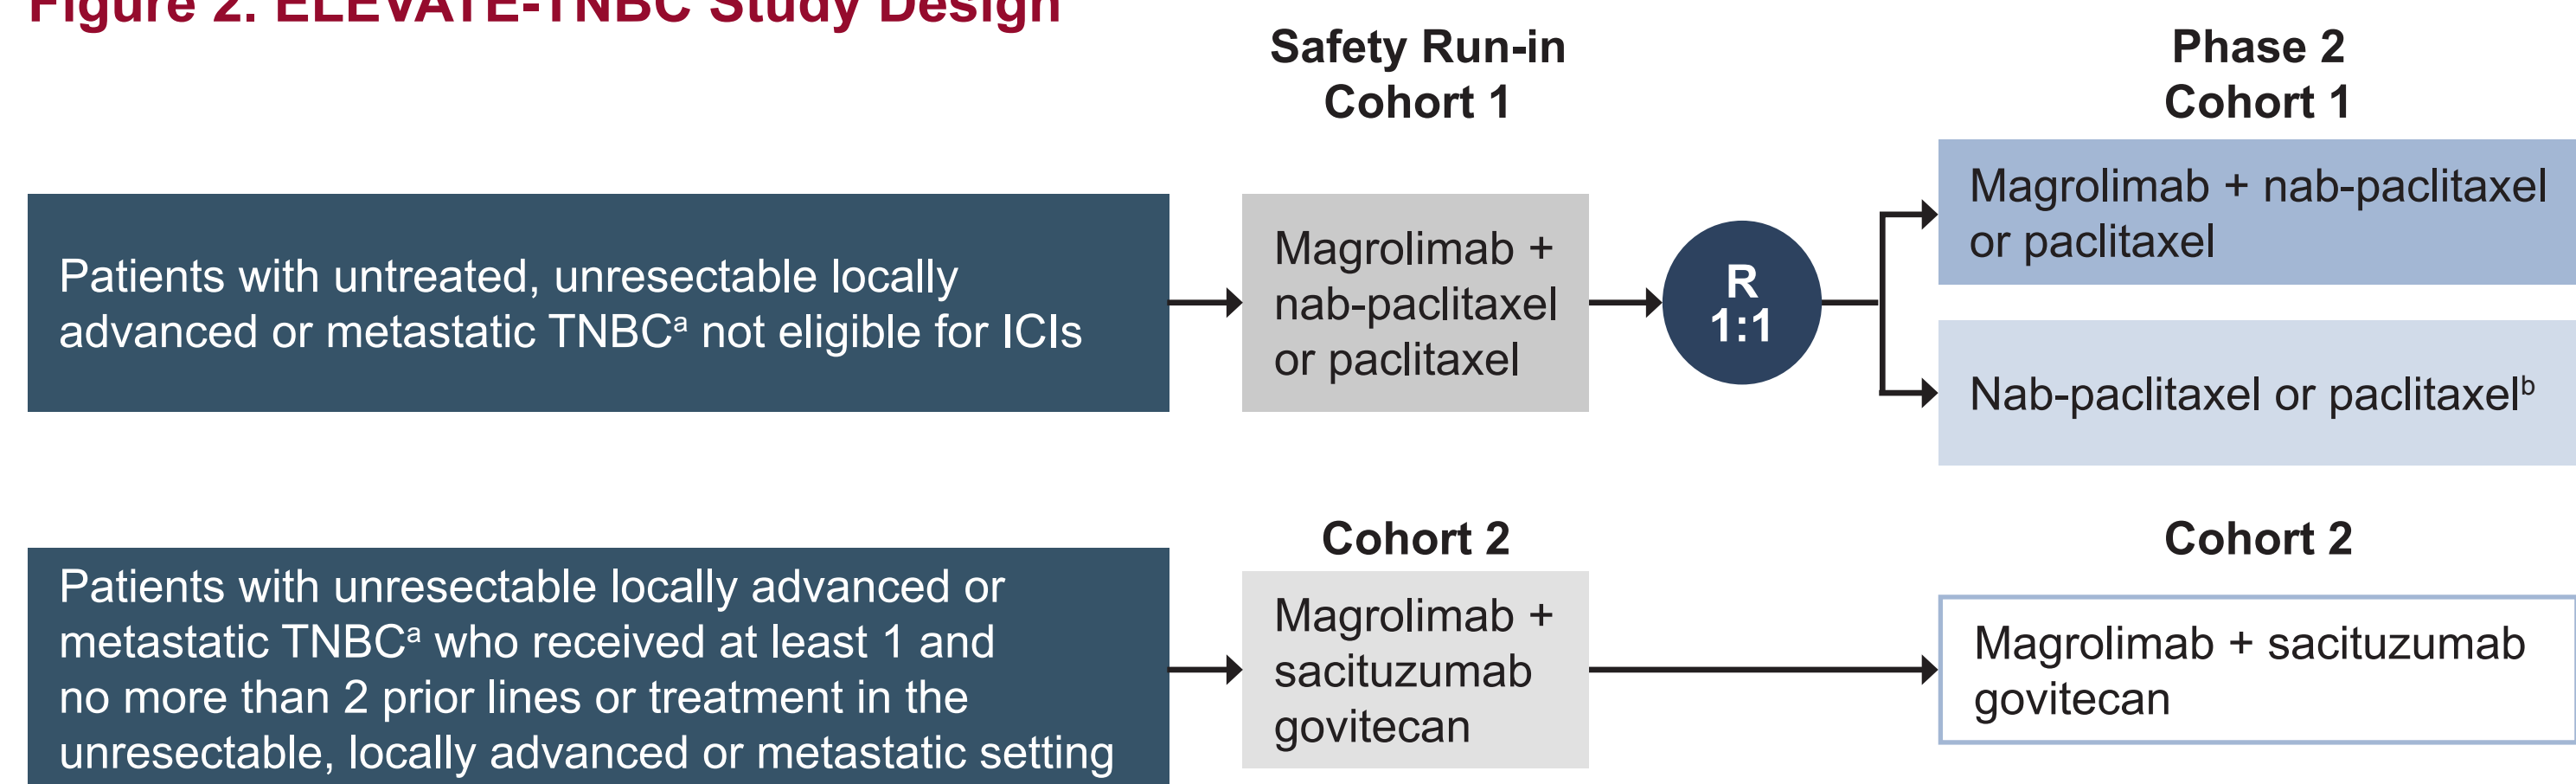 Figure 2. ELEVATE-TNBC Study Design
Safety Run-in
Cohort 1
Phase 2
Cohort 1
Patients with untreated, unresectable locally
advanced or metastatic TNBCᵃ not eligible for ICIs
Magrolimab +
nab-paclitaxel
or paclitaxel
R
1:1
Magrolimab + nab-paclitaxel
or paclitaxel
Nab-paclitaxel or paclitaxelᵇ
Cohort 2
Cohort 2
Patients with unresectable locally advanced or
metastatic TNBCᵃ who received at least 1 and
no more than 2 prior lines or treatment in the
unresectable, locally advanced or metastatic setting
Magrolimab +
sacituzumab
govitecan
Magrolimab + sacituzumab
govitecan